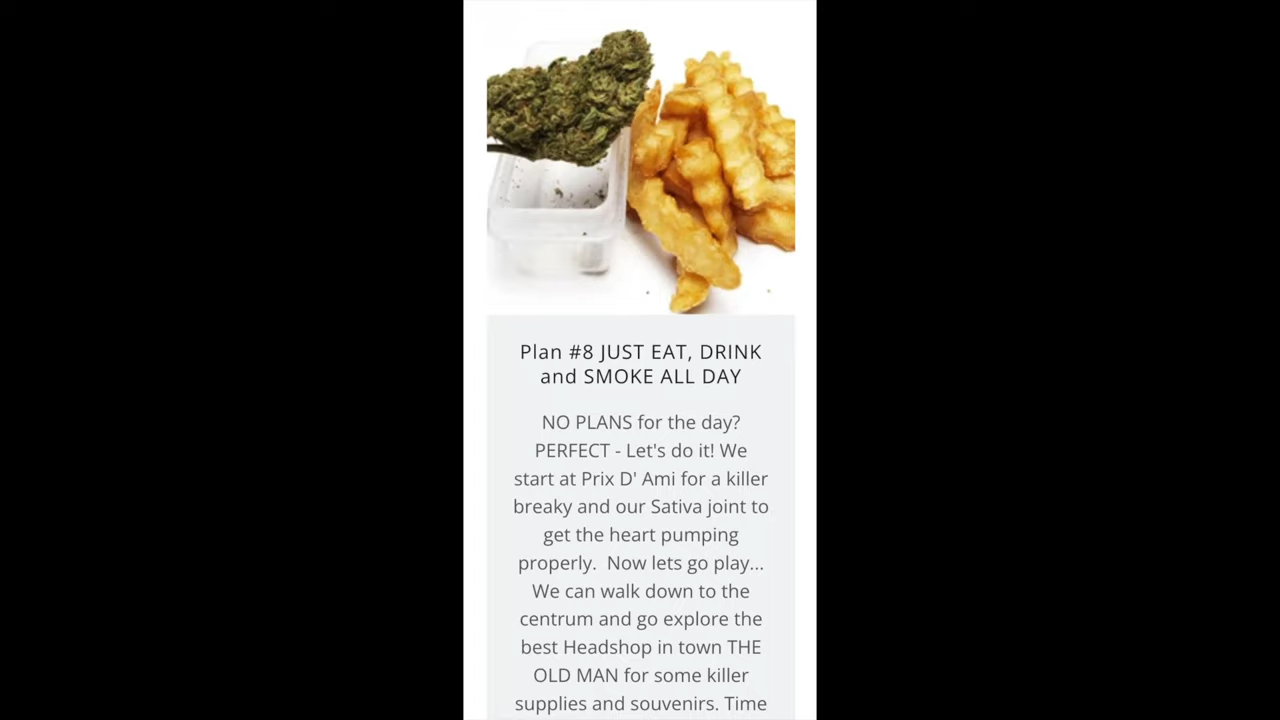 Plan #8 JUST EAT, DRINK
and SMOKE ALL DAY
NO PLANS for the day?
PERFECT - Let's do it! We
start at Prix D' Ami for a killer
breaky and our Sativa joint to
get the heart pumping
properly.  Now lets go play...
We can walk down to the
centrum and go explore the
best Headshop in town THE
OLD MAN for some killer
supplies and souvenirs. Time